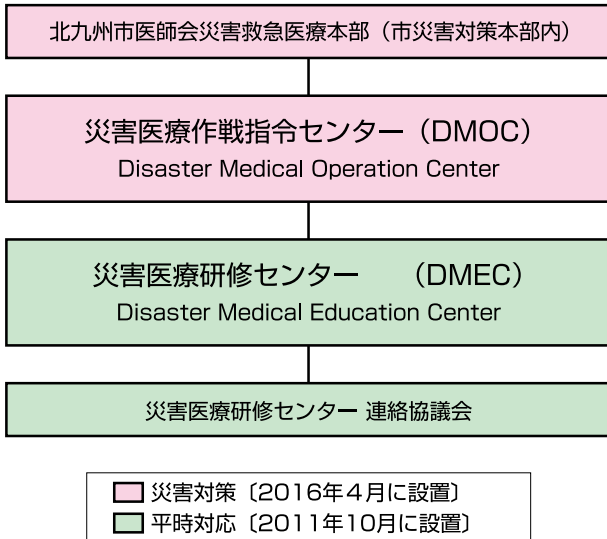 北九州市医師会災害救急医療本部（市災害対策本部内）
災害医療作戦指令センター（DMOC）
Disaster Medical Operation Center
災害医療研修センター　（DMEC）
Disaster Medical Education Center
災害医療研修センター 連絡協議会
災害対策〔2016年4月に設置〕
平時対応〔2011年10月に設置〕